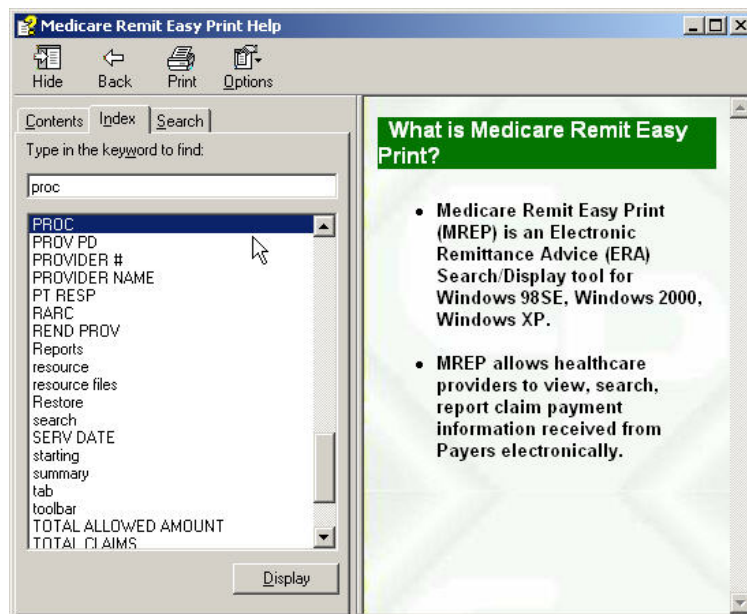 Medicare Remit Easy Print Help
Hide Back Print Options
Contents Index Search
Type in the keyword to find:
proc
PROC
PROV PD
PROVIDER #
PROVIDER NAME
PT RESP
RARC
REND PROV
Reports
resource
resource files
Restore
search
SERV DATE
starting
summary
tab
toolbar
TOTAL ALLOWED AMOUNT
TOTAL CLAIMS
Display
What is Medicare Remit Easy
Print?
• Medicare Remit Easy Print
(MREP) is an Electronic
Remittance Advice (ERA)
Search/Display tool for
Windows 98SE, Windows 2000,
Windows XP.
• MREP allows healthcare
providers to view, search,
report claim payment
information received from
Payers electronically.